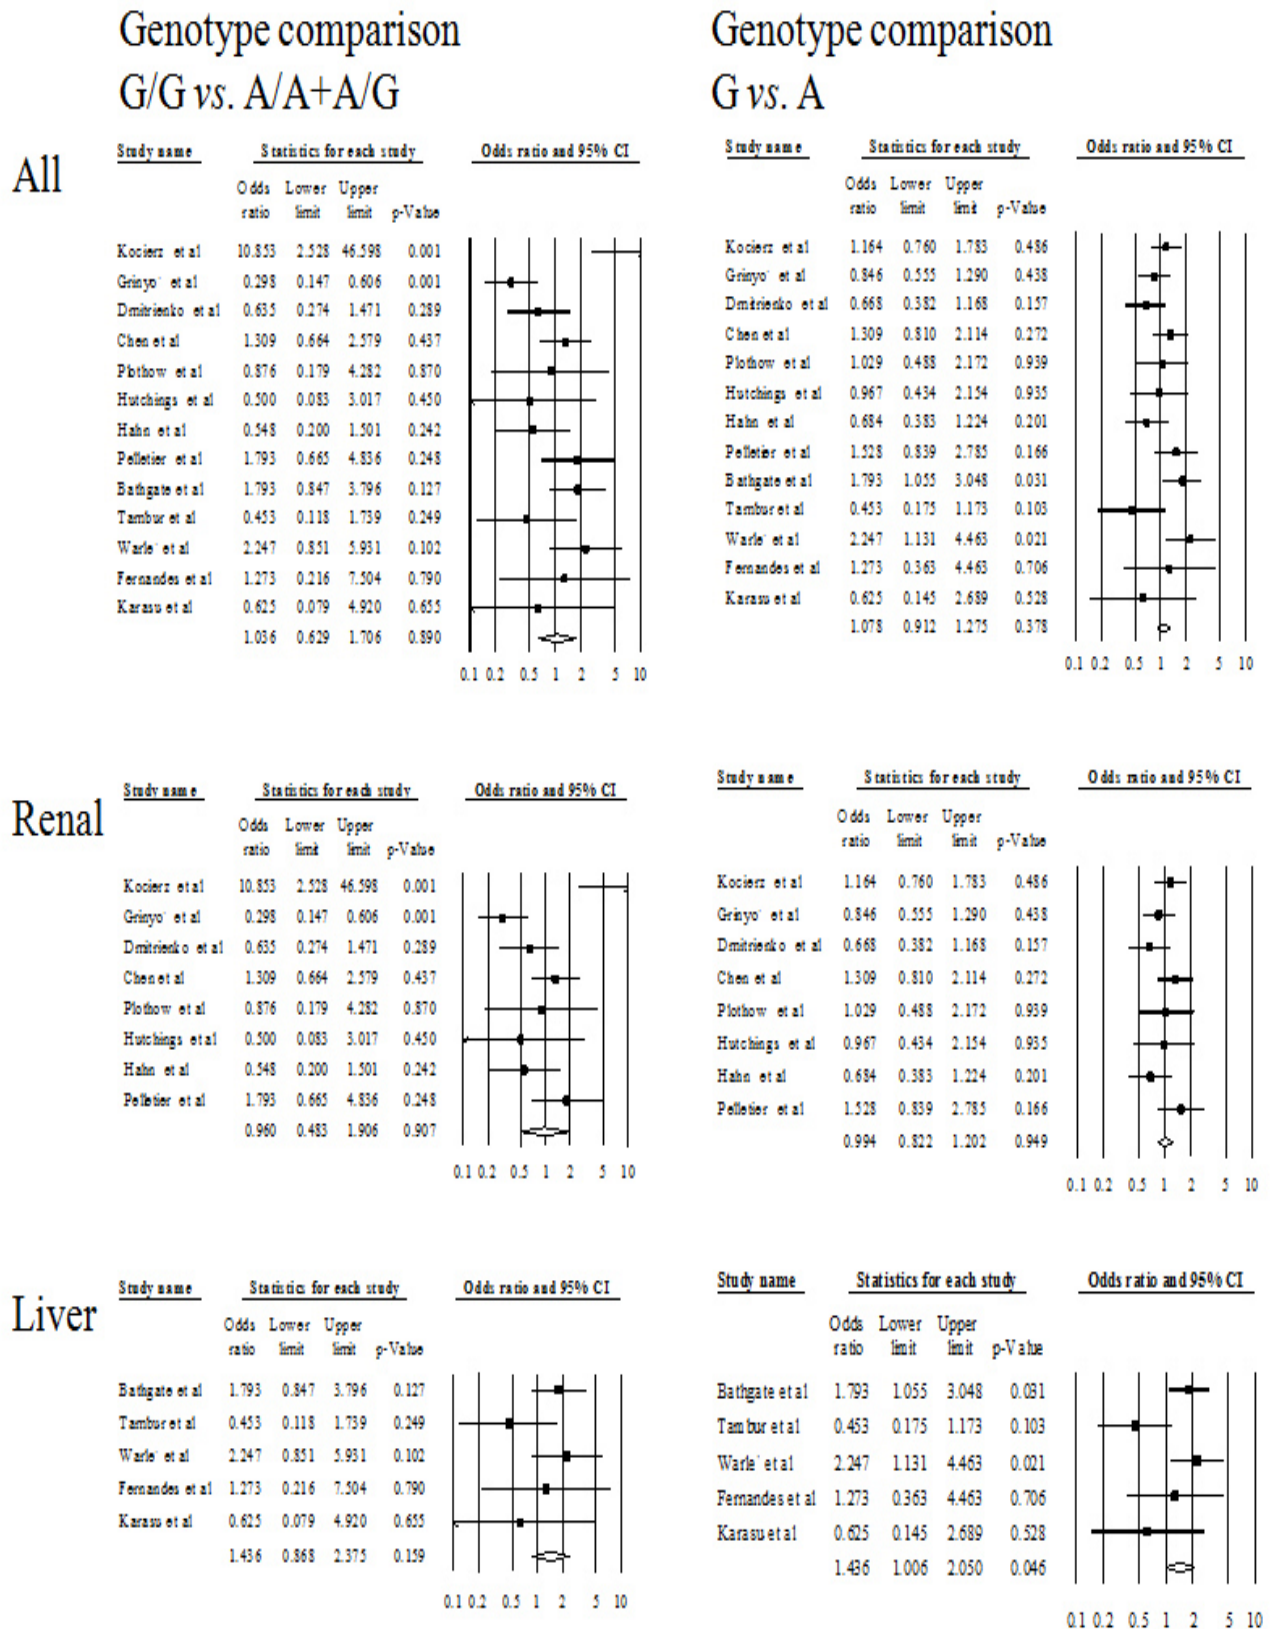 Genotype comparison
G/G vs. A/A+A/G
Genotype comparison
G vs. A
All
Study name Statistics for each study Odds ratio and 95% CI
Odds Lower Upper
ratio limit limit p-Value
Kocierz et al 10.853 2.528 46.598 0.001
Grinyo´ et al 0.298 0.147 0.606 0.001
Dmitrienko et al 0.635 0.274 1.471 0.289
Chen et al 1.309 0.664 2.579 0.437
Plothow et al 0.876 0.179 4.282 0.870
Hutchings et al 0.500 0.083 3.017 0.450
Hahn et al 0.548 0.200 1.501 0.242
Pelletier et al 1.793 0.665 4.836 0.248
Bathgate et al 1.793 0.847 3.796 0.127
Tambur et al 0.453 0.118 1.739 0.249
Warle´ et al 2.247 0.851 5.931 0.102
Fernandes et al 1.273 0.216 7.504 0.790
Karasu et al 0.625 0.079 4.920 0.655
1.036 0.629 1.706 0.890
0.1 0.2 0.5 1 2 5 10
Study name Statistics for each study Odds ratio and 95% CI
Odds Lower Upper
ratio limit limit p-Value
Kocierz et al 1.164 0.760 1.783 0.486
Grinyo´ et al 0.846 0.555 1.290 0.438
Dmitrienko et al 0.668 0.382 1.168 0.157
Chen et al 1.309 0.810 2.114 0.272
Plothow et al 1.029 0.488 2.172 0.939
Hutchings et al 0.967 0.434 2.154 0.935
Hahn et al 0.684 0.383 1.224 0.201
Pelletier et al 1.528 0.839 2.785 0.166
Bathgate et al 1.793 1.055 3.048 0.031
Tambur et al 0.453 0.175 1.173 0.103
Warle´ et al 2.247 1.131 4.463 0.021
Fernandes et al 1.273 0.363 4.463 0.706
Karasu et al 0.625 0.145 2.689 0.528
1.078 0.912 1.275 0.378
0.1 0.2 0.5 1 2 5 10
Renal
Study name Statistics for each study Odds ratio and 95% CI
Odds Lower Upper
ratio limit limit p-Value
Kocierz et al 10.853 2.528 46.598 0.001
Grinyo´ et al 0.298 0.147 0.606 0.001
Dmitrienko et al 0.635 0.274 1.471 0.289
Chen et al 1.309 0.664 2.579 0.437
Plothow et al 0.876 0.179 4.282 0.870
Hutchings et al 0.500 0.083 3.017 0.450
Hahn et al 0.548 0.200 1.501 0.242
Pelletier et al 1.793 0.665 4.836 0.248
0.960 0.483 1.906 0.907
0.1 0.2 0.5 1 2 5 10
Study name Statistics for each study Odds ratio and 95% CI
Odds Lower Upper
ratio limit limit p-Value
Kocierz et al 1.164 0.760 1.783 0.486
Grinyo´ et al 0.846 0.555 1.290 0.438
Dmitrienko et al 0.668 0.382 1.168 0.157
Chen et al 1.309 0.810 2.114 0.272
Plothow et al 1.029 0.488 2.172 0.939
Hutchings et al 0.967 0.434 2.154 0.935
Hahn et al 0.684 0.383 1.224 0.201
Pelletier et al 1.528 0.839 2.785 0.166
0.994 0.822 1.202 0.949
0.1 0.2 0.5 1 2 5 10
Liver
Study name Statistics for each study Odds ratio and 95% CI
Odds Lower Upper
ratio limit limit p-Value
Bathgate et al 1.793 0.847 3.796 0.127
Tambur et al 0.453 0.118 1.739 0.249
Warle´ et al 2.247 0.851 5.931 0.102
Fernandes et al 1.273 0.216 7.504 0.790
Karasu et al 0.625 0.079 4.920 0.655
1.436 0.868 2.375 0.159
0.1 0.2 0.5 1 2 5 10
Study name Statistics for each study Odds ratio and 95% CI
Odds Lower Upper
ratio limit limit p-Value
Bathgate et al 1.793 1.055 3.048 0.031
Tambur et al 0.453 0.175 1.173 0.103
Warle´ et al 2.247 1.131 4.463 0.021
Fernandes et al 1.273 0.363 4.463 0.706
Karasu et al 0.625 0.145 2.689 0.528
1.436 1.006 2.050 0.046
0.1 0.2 0.5 1 2 5 10